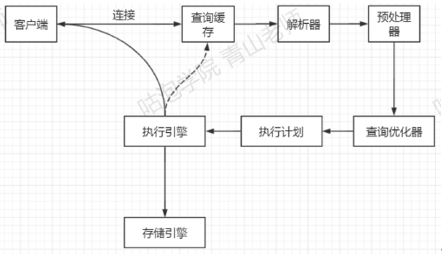 客户端
连接
查询缓
存
解析器
预处理
器
执行引擎
执行计划
查询优化器
存储引擎
咕泡学院 青山老师